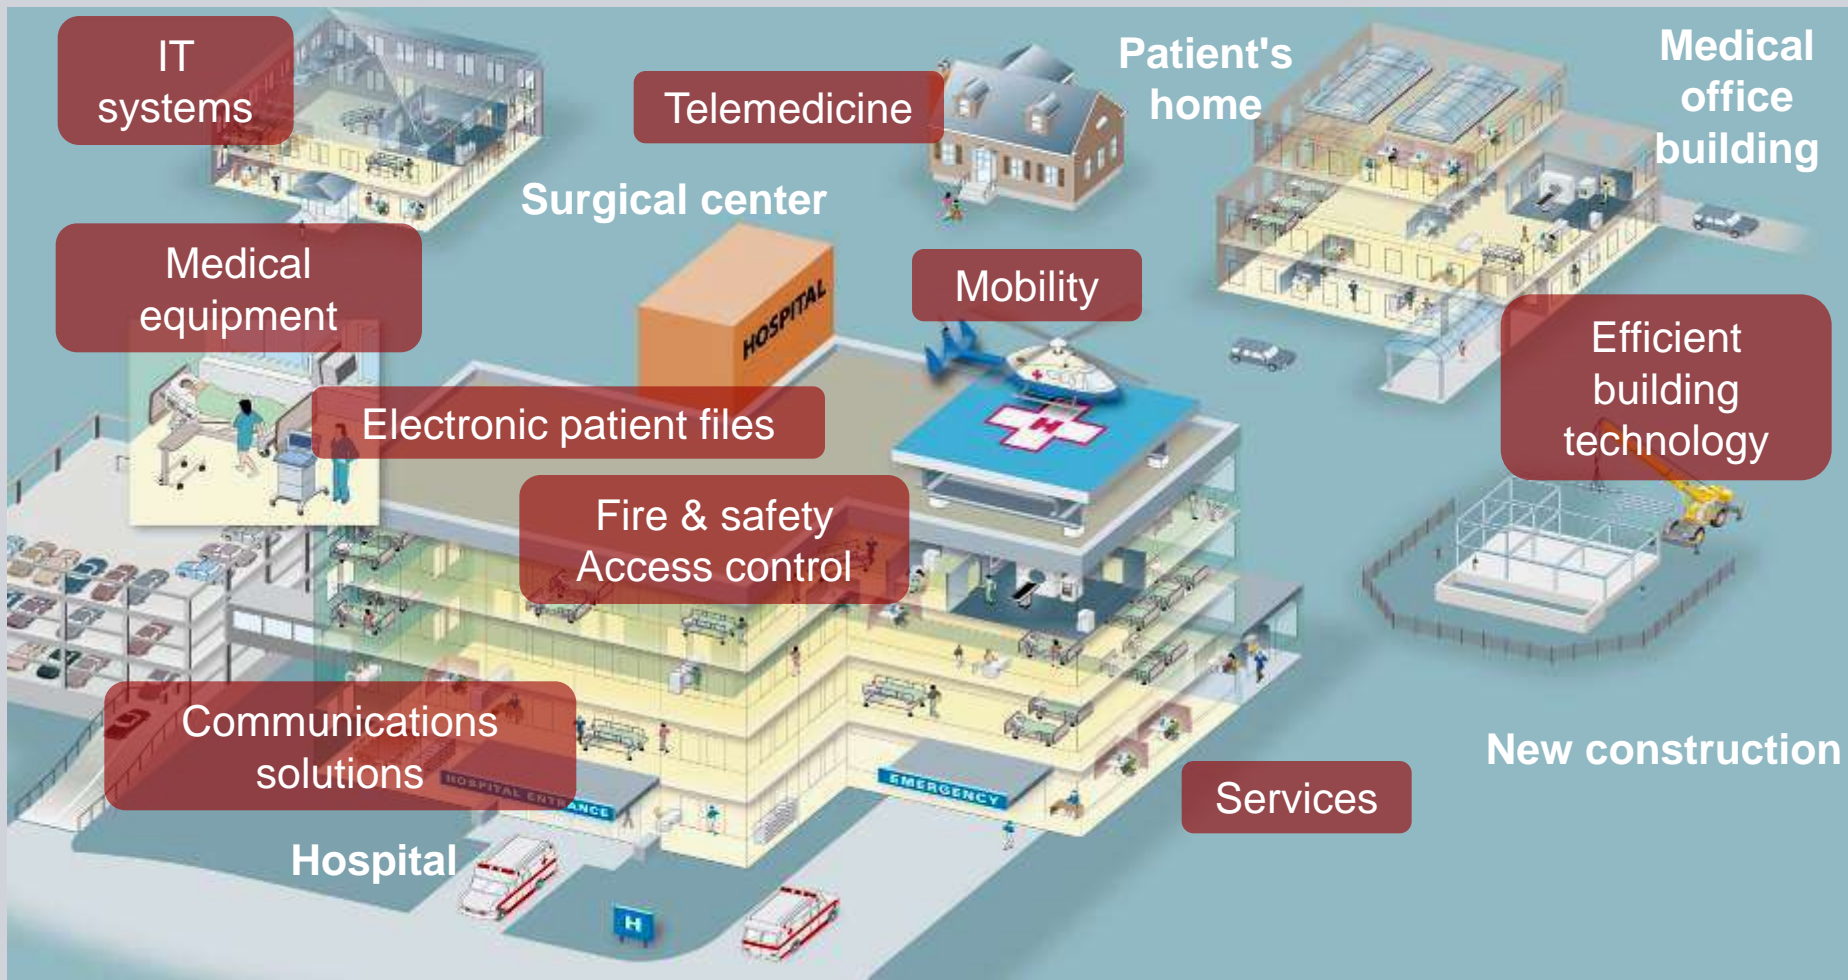 IT
systems
Telemedicine
Patient's
home
Medical
office
building
Surgical center
Medical
equipment
Mobility
HOSPITAL
Efficient
building
technology
Electronic patient files
H
Fire & safety
Access control
Communications
solutions
HOSPITAL ENTRANCE
EMERGENCY
New construction
Services
Hospital
H